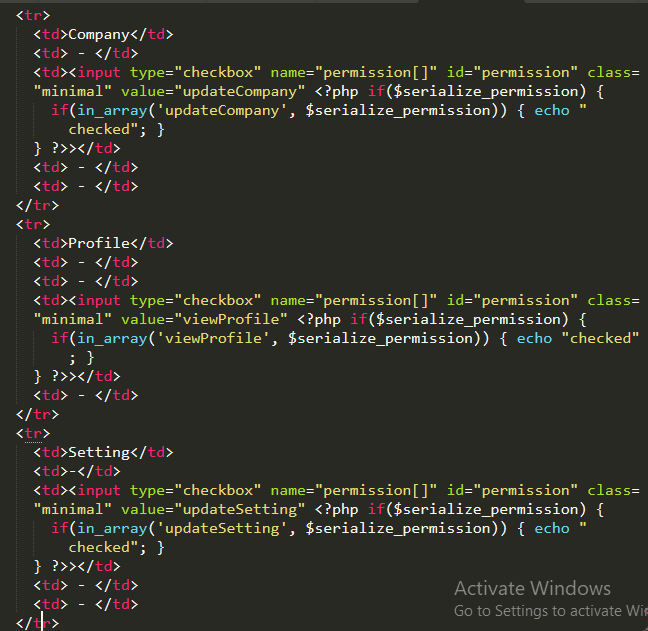 <tr>
<td>Company</td>
<td> - </td>
<td><input type="checkbox" name="permission[]" id="permission" class=
"minimal" value="updateCompany" <?php if($serialize_permission) {
if(in_array('updateCompany', $serialize_permission)) { echo "
checked"; }
} ?>></td>
<td> - </td>
<td> - </td>
</tr>
<tr>
<td>Profile</td>
<td> - </td>
<td> - </td>
<td><input type="checkbox" name="permission[]" id="permission" class=
"minimal" value="viewProfile" <?php if($serialize_permission) {
if(in_array('viewProfile', $serialize_permission)) { echo "checked"
; }
} ?>></td>
<td> - </td>
</tr>
<tr>
<td>Setting</td>
<td>-</td>
<td><input type="checkbox" name="permission[]" id="permission" class=
"minimal" value="updateSetting" <?php if($serialize_permission) {
if(in_array('updateSetting', $serialize_permission)) { echo "
checked"; }
} ?>></td>
<td> - </td>
<td> - </td>
</tr>
Activate Windows
Go to Settings to activate Win